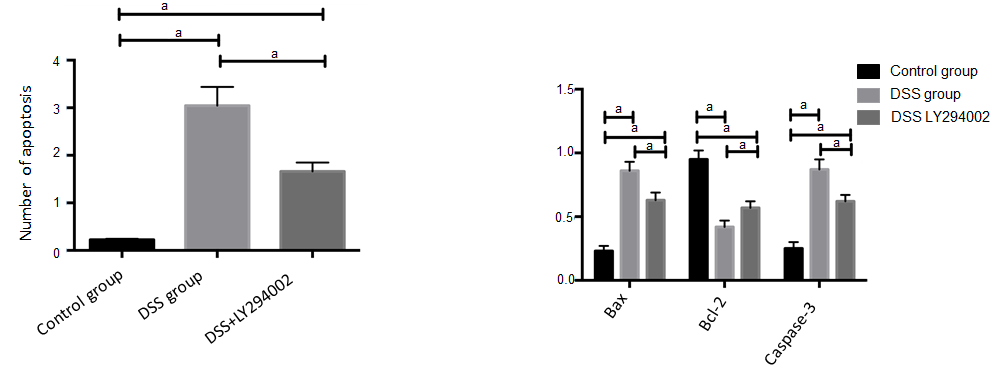 a
a
a
Number of apoptosis
4
3
2
1
0
Control group
DSS group
DSS+LY294002
Control group
DSS group
DSS LY294002
1.5
1.0
0.5
0.0
a
a
a
a
a
a
a
a
a
Bax
Bcl-2
Caspase-3